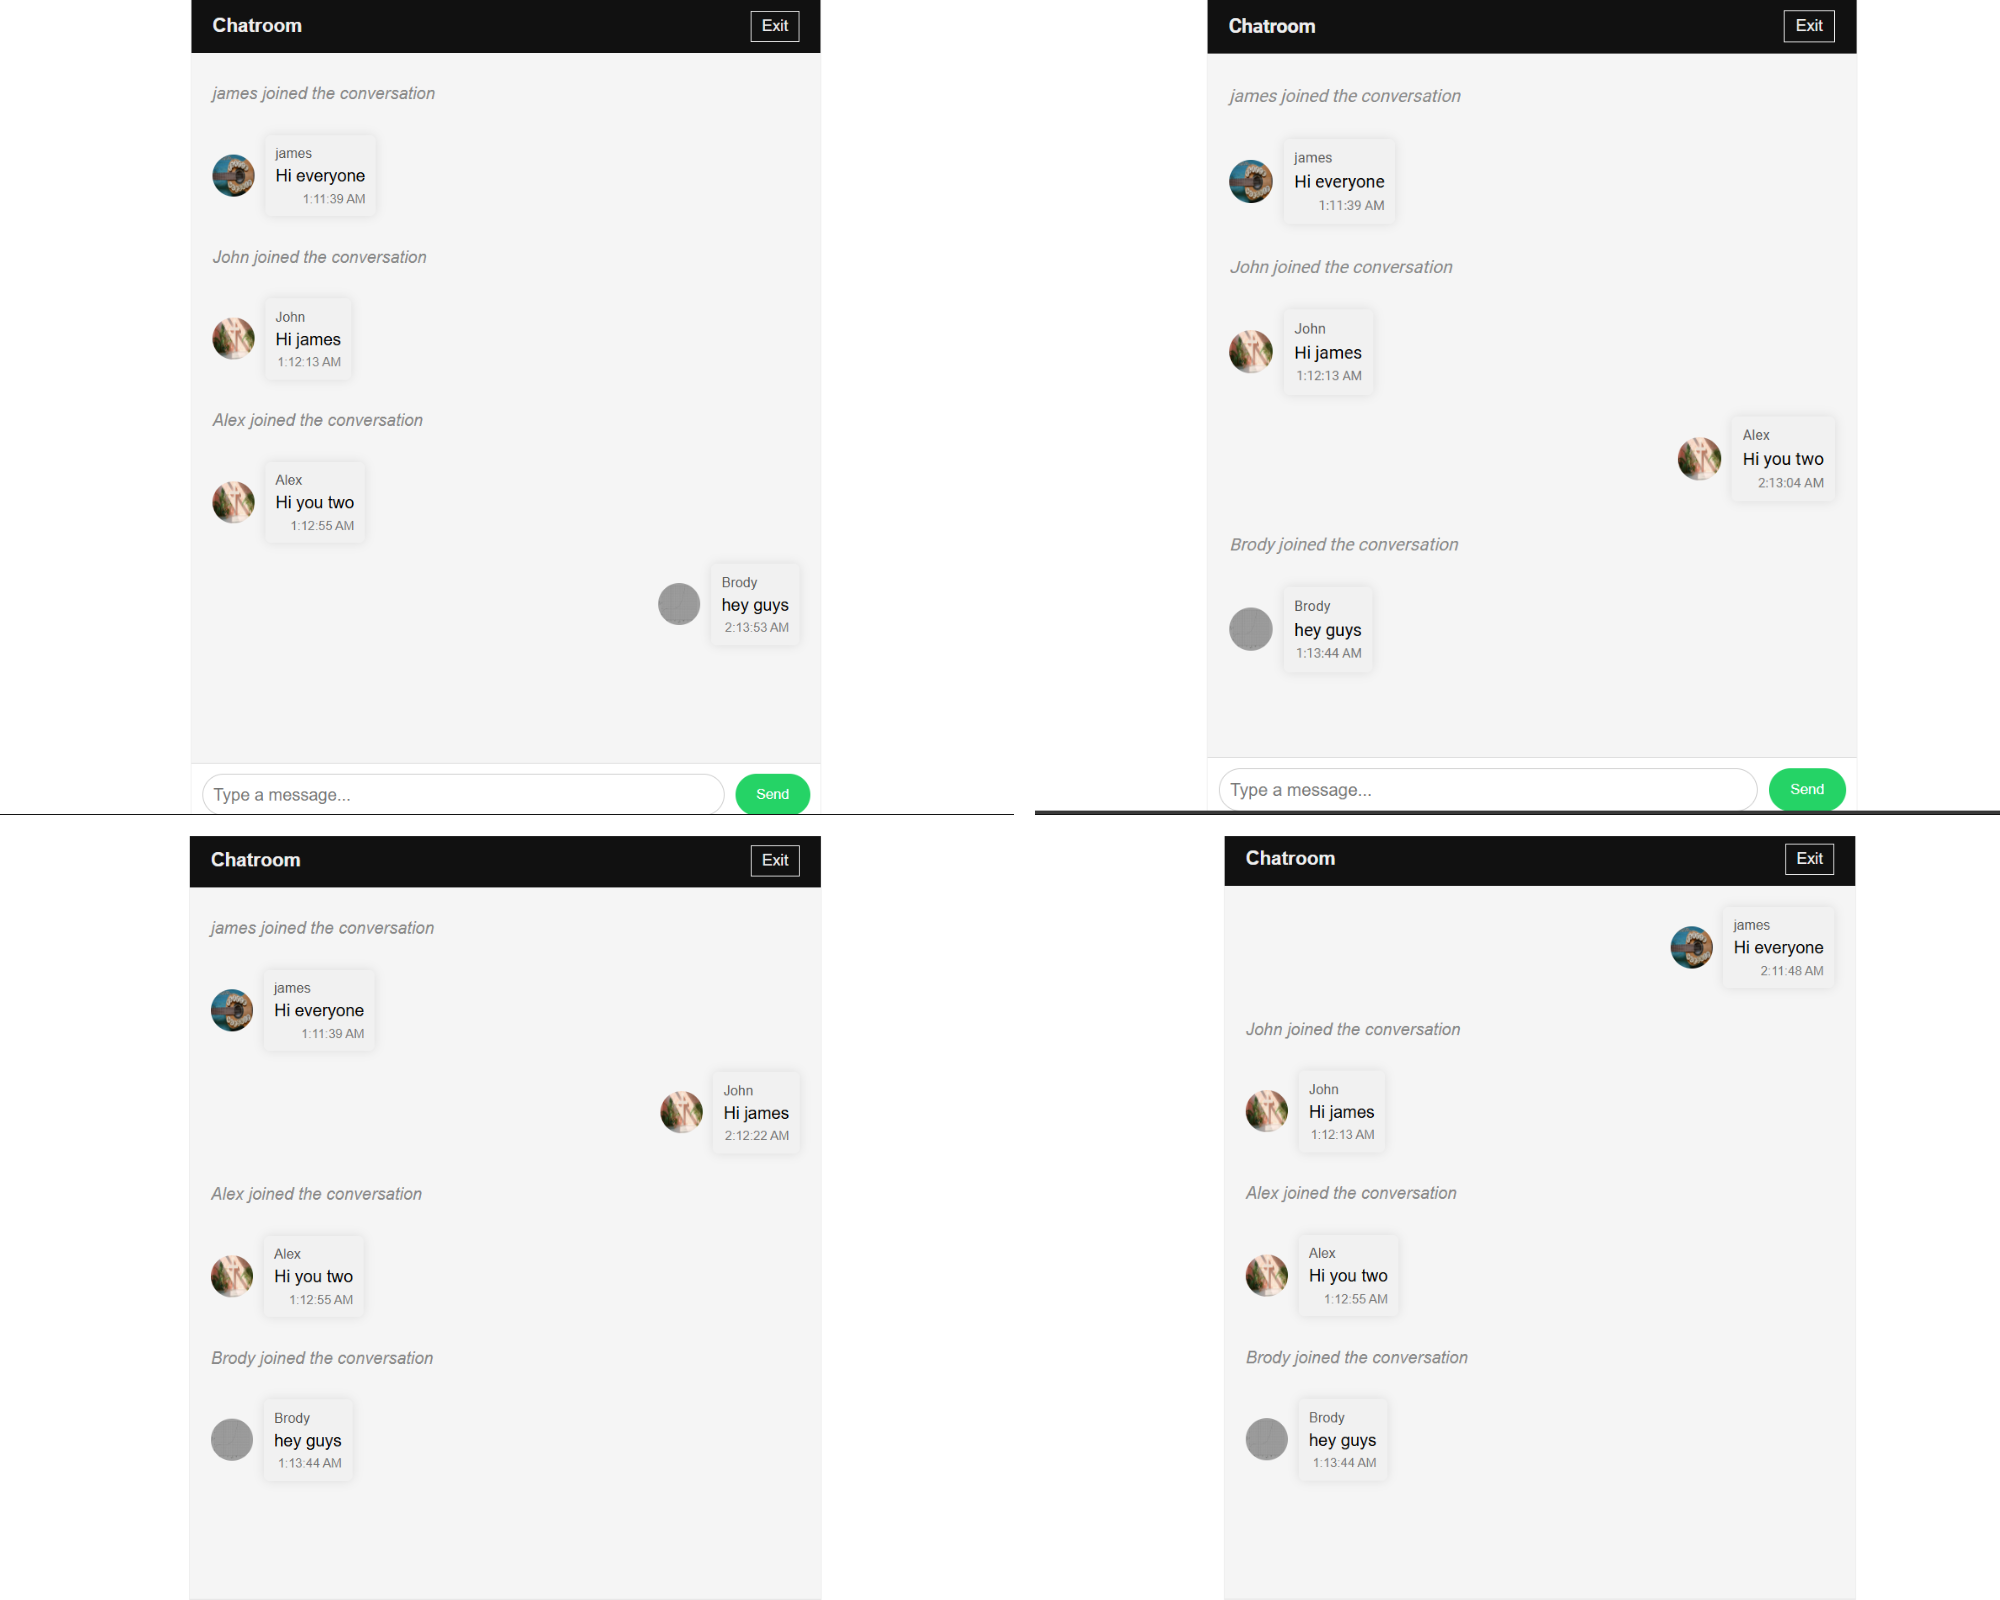 Chatroom
Exit
james joined the conversation
james
Hi everyone
1:11:39 AM
John joined the conversation
John
Hi james
1:12:13 AM
Alex joined the conversation
Alex
Hi you two
1:12:55 AM
Brody
hey guys
2:13:53 AM
Type a message...
Send
Chatroom
Exit
james joined the conversation
james
Hi everyone
1:11:39 AM
John joined the conversation
John
Hi james
1:12:13 AM
Alex
Hi you two
2:13:04 AM
Brody joined the conversation
Brody
hey guys
1:13:44 AM
Type a message...
Send
Chatroom
Exit
james joined the conversation
james
Hi everyone
1:11:39 AM
John
Hi james
2:12:22 AM
Alex joined the conversation
Alex
Hi you two
1:12:55 AM
Brody joined the conversation
Brody
hey guys
1:13:44 AM
Chatroom
Exit
james
Hi everyone
2:11:48 AM
John joined the conversation
John
Hi james
1:12:13 AM
Alex joined the conversation
Alex
Hi you two
1:12:55 AM
Brody joined the conversation
Brody
hey guys
1:13:44 AM